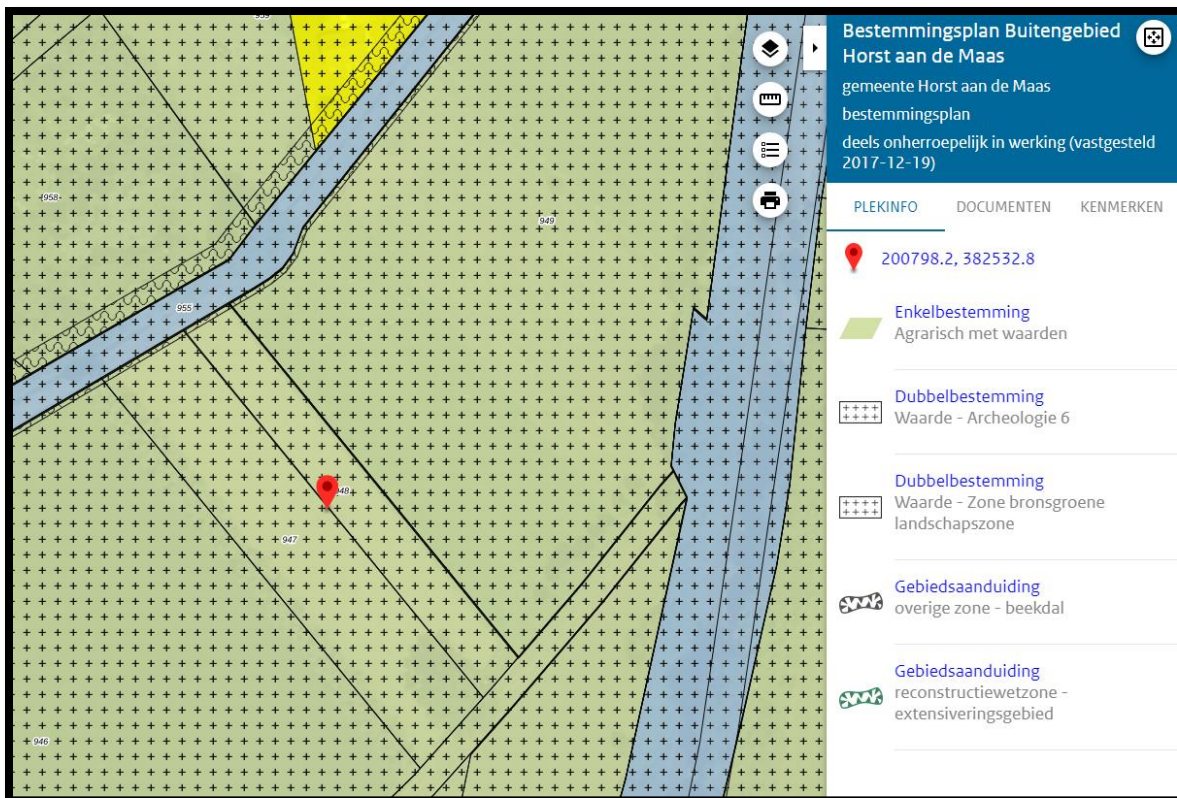 959
958
949
955
948
947
946
Bestemmingsplan Buitengebied
Horst aan de Maas
gemeente Horst aan de Maas
bestemmingsplan
deels onherroepelijk in werking (vastgesteld
2017-12-19)
PLEKINFO DOCUMENTEN KENMERKEN
200798.2, 382532.8
Enkelbestemming
Agrarisch met waarden
Dubbelbestemming
Waarde - Archeologie 6
Dubbelbestemming
Waarde - Zone bronsgroene
landschapszone
Gebiedsaanduiding
overige zone - beekdal
Gebiedsaanduiding
reconstructiewetzone -
extensiveringsgebied